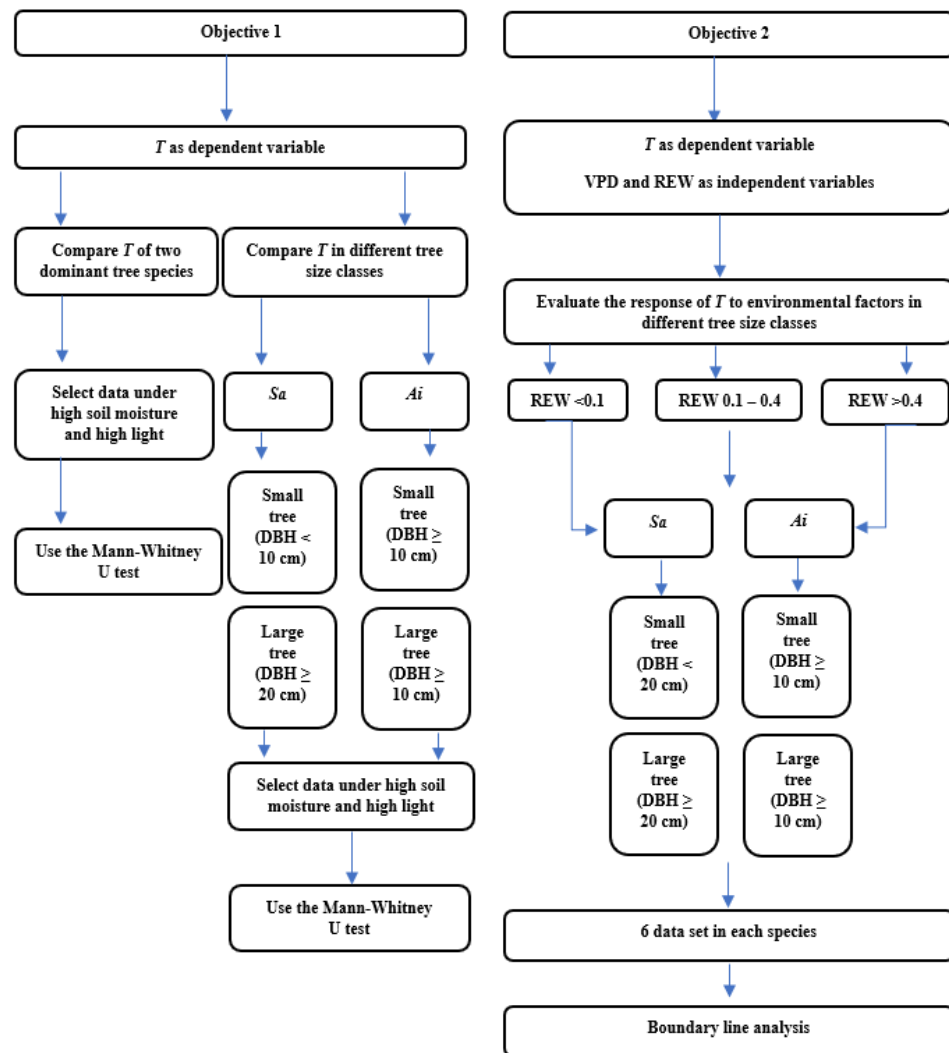 Objective 1
T as dependent variable
Compare T of two
dominant tree species
Select data under
high soil moisture
and high light
Use the Mann-Whitney
U test
Compare T in different tree
size classes
Sa
Ai
Small
tree
(DBH <
10 cm)
Small
tree
(DBH ≥
10 cm)
Large
tree
(DBH ≥
20 cm)
Large
tree
(DBH ≥
10 cm)
Select data under high soil
moisture and high light
Use the Mann-Whitney
U test
Objective 2
T as dependent variable
VPD and REW as independent variables
Evaluate the response of T to environmental factors in
different tree size classes
REW <0.1
REW 0.1 – 0.4
REW >0.4
Sa
Ai
Small
tree
(DBH <
20 cm)
Small
tree
(DBH ≥
10 cm)
Large
tree
(DBH ≥
20 cm)
Large
tree
(DBH ≥
10 cm)
6 data set in each species
Boundary line analysis